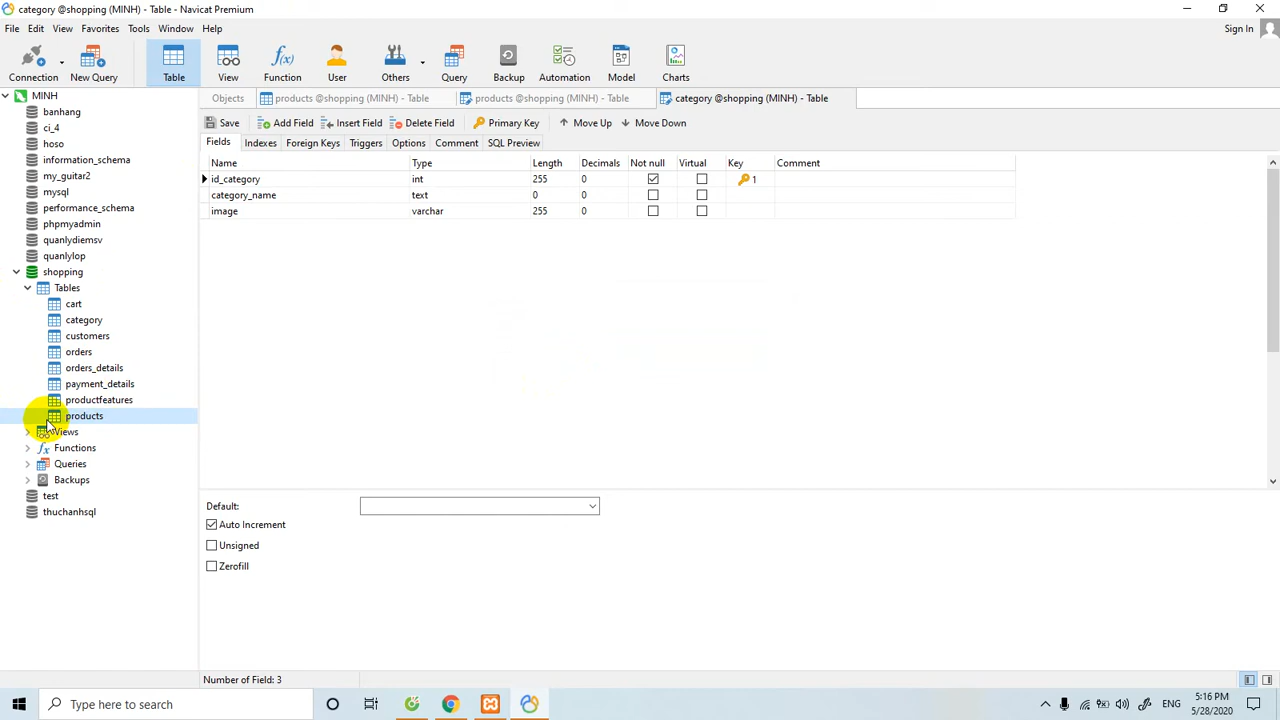 category @shopping (MINH) - Table - Navicat Premium
File Edit View Favorites Tools Window Help
Sign In
Connection New Query Table View Function User Others Query Backup Automation Model Charts
MINH
banhang
ci_4
hoso
information_schema
my_guitar2
mysql
performance_schema
phpmyadmin
quanlydiemsv
quanlylop
shopping
Tables
cart
category
customers
orders
orders_details
payment_details
productfeatures
products
Views
Functions
Queries
Backups
test
thuchanhsql
Objects products @shopping (MINH) - Table products @shopping (MINH) - Table category @shopping (MINH) - Table
Save Add Field Insert Field Delete Field Primary Key Move Up Move Down
Fields Indexes Foreign Keys Triggers Options Comment SQL Preview
Name Type Length Decimals Not null Virtual Key Comment
id_category int 255 0 1
category_name text 0 0
image varchar 255 0
Default:
Auto Increment
Unsigned
Zerofill
Number of Field: 3
Type here to search
ENG
5:16 PM
5/28/2020